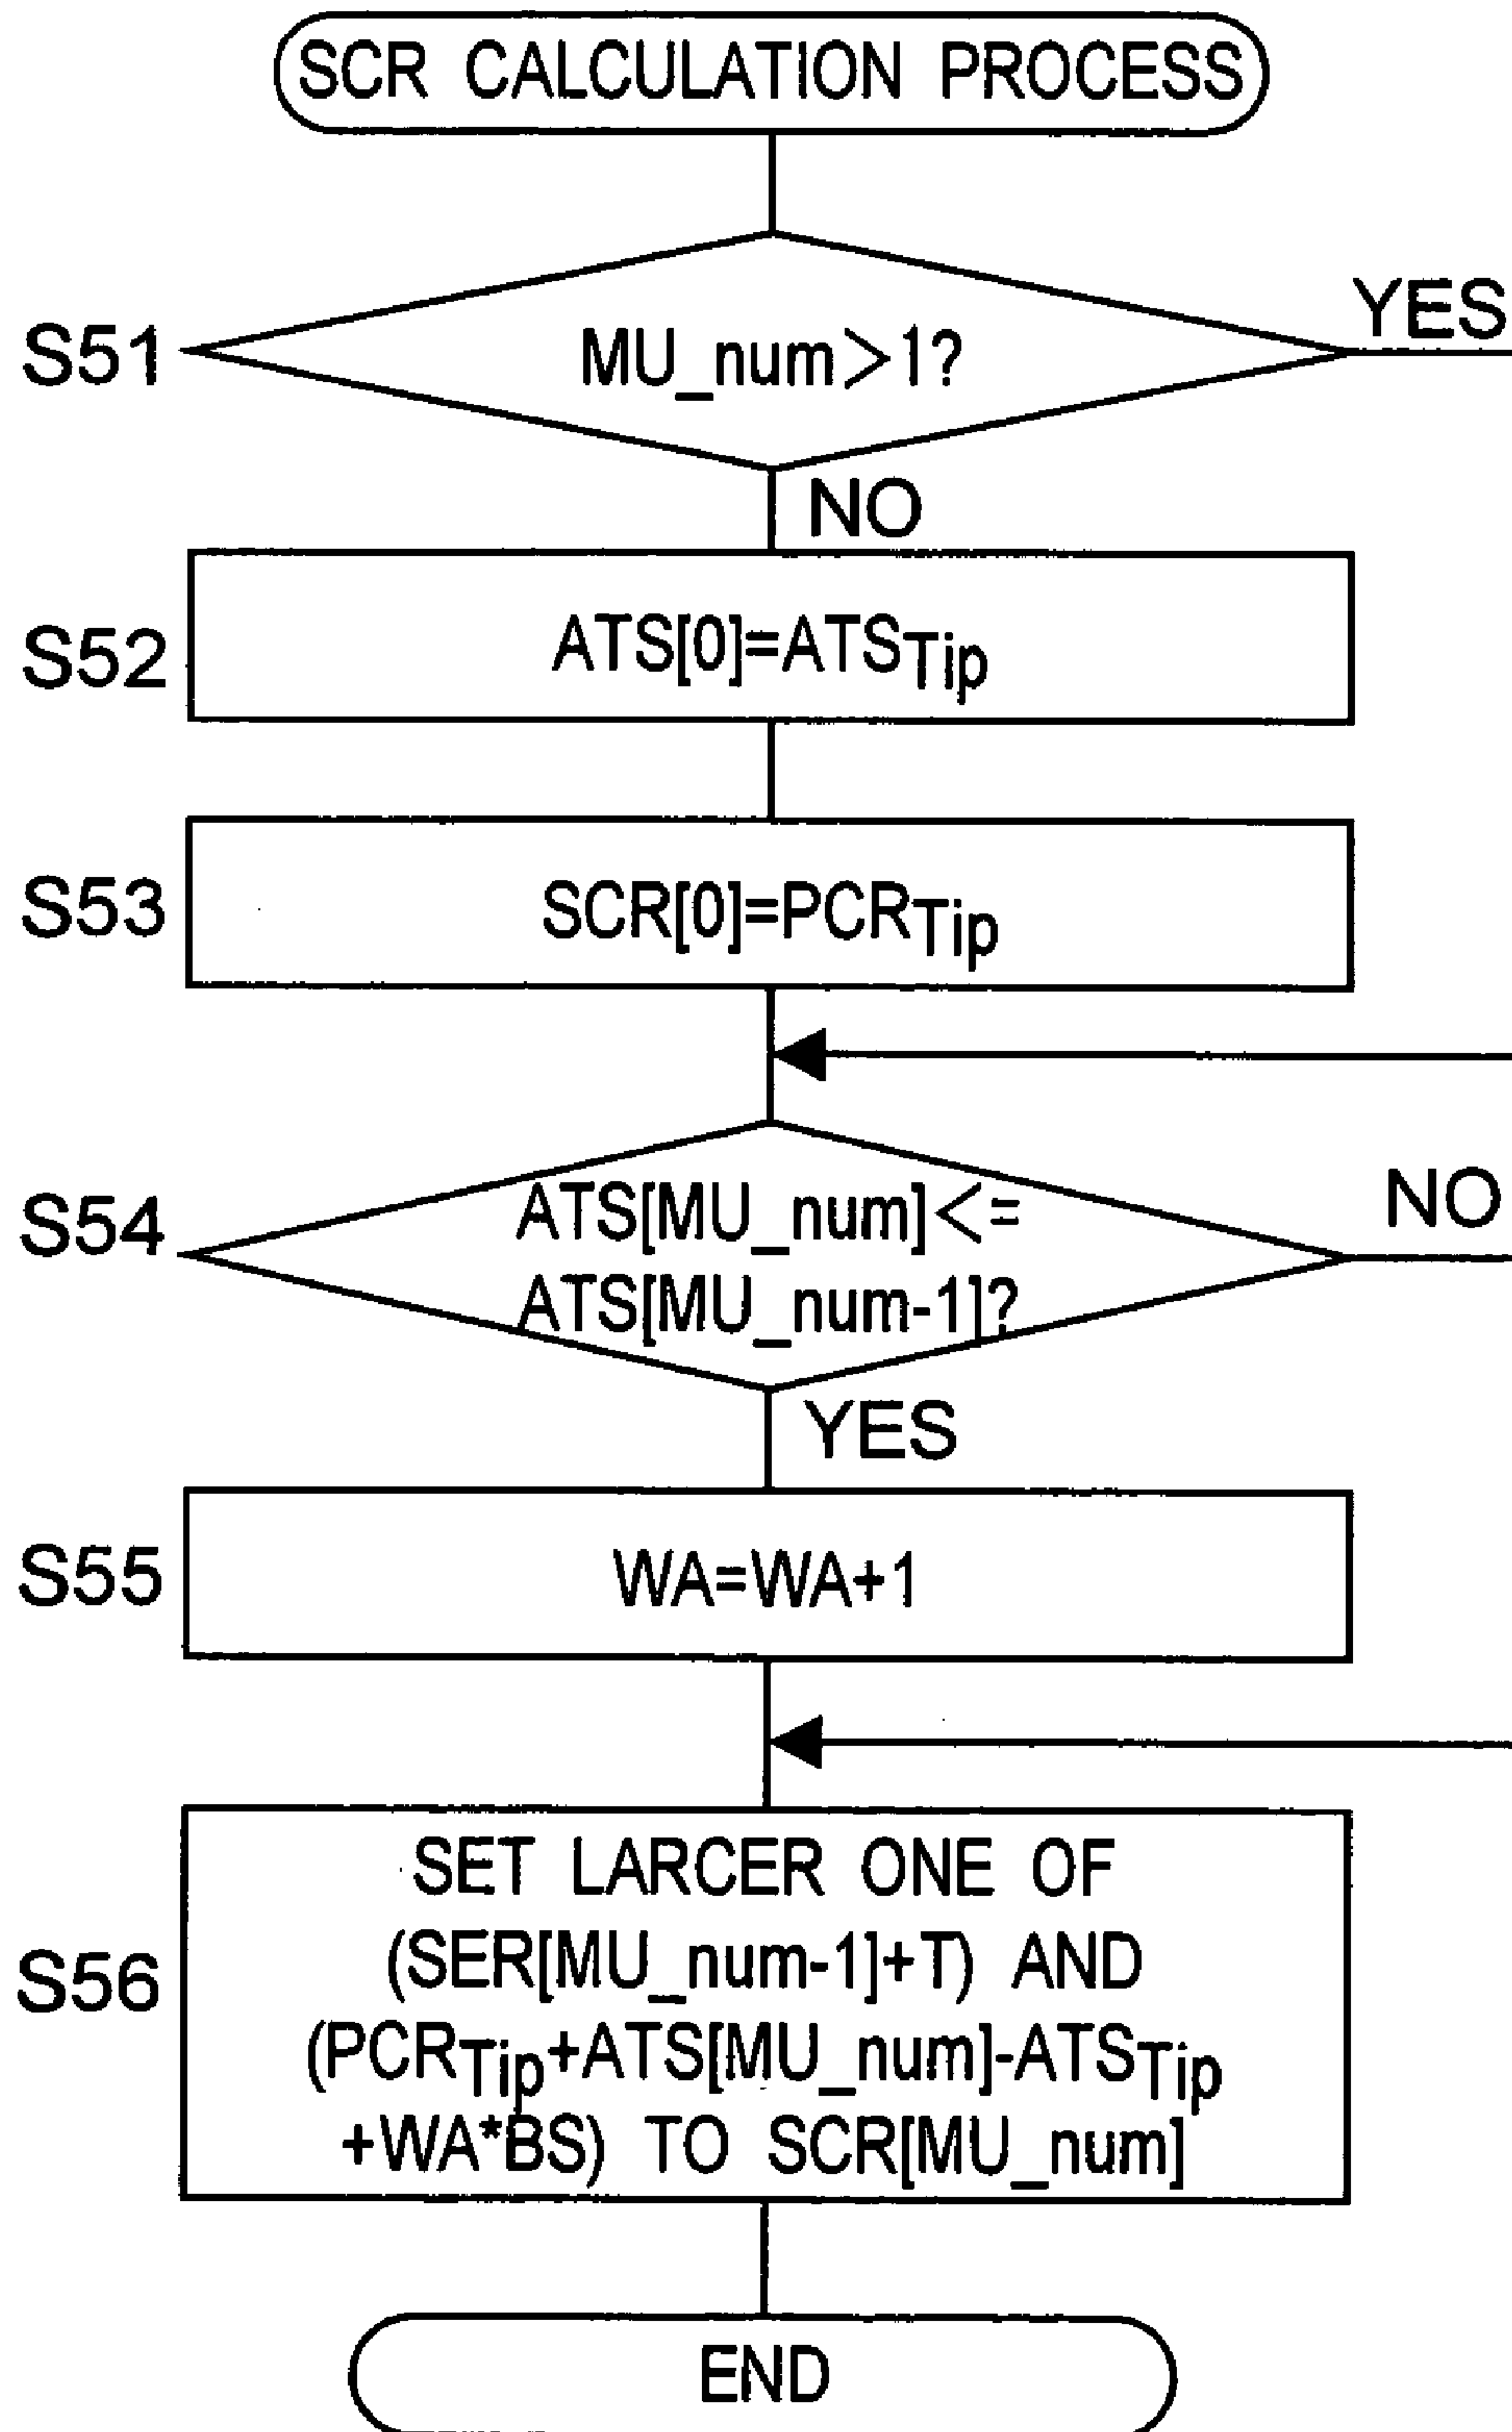 SCR CALCULATION PROCESS
S51
MU_num>1?
YES
NO
S52
ATS[0]=ATSTip
S53
SCR[0]=PCRTip
S54
ATS[MU_num]<=
ATS[MU_num-1]?
NO
YES
S55
WA=WA+1
S56
SET LARCER ONE OF
(SER[MU_num-1]+T) AND
(PCRTip+ATS[MU_num]-ATSTip
+WA*BS) TO SCR[MU_num]
END